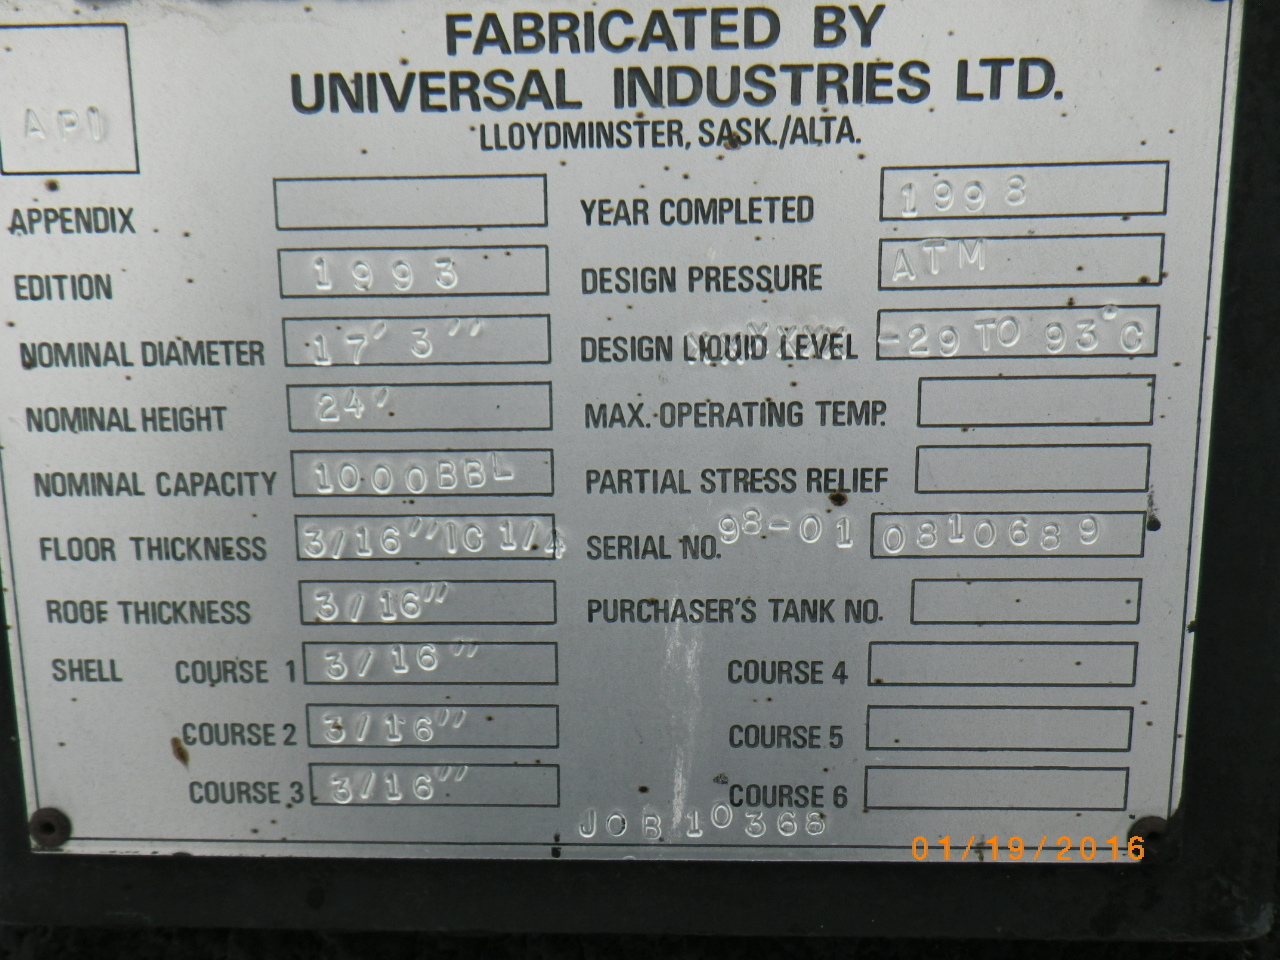 FABRICATED BY
UNIVERSAL INDUSTRIES LTD.
LLOYDMINSTER, SASK./ALTA.
API
APPENDIX
YEAR COMPLETED 1998
EDITION 1993
DESIGN PRESSURE ATM
NOMINAL DIAMETER 17' 3"
DESIGN LIQUID LEVEL -29 TO 93°C
NOMINAL HEIGHT 24'
MAX. OPERATING TEMP.
NOMINAL CAPACITY 1000BBL
PARTIAL STRESS RELIEF
FLOOR THICKNESS 3/16" IC 1/4
SERIAL NO. 98-01 0810689
ROOF THICKNESS 3/16"
PURCHASER'S TANK NO.
SHELL COURSE 1 3/16"
COURSE 4
COURSE 2 3/16"
COURSE 5
COURSE 3 3/16"
COURSE 6
JOB 10368
01/19/2016